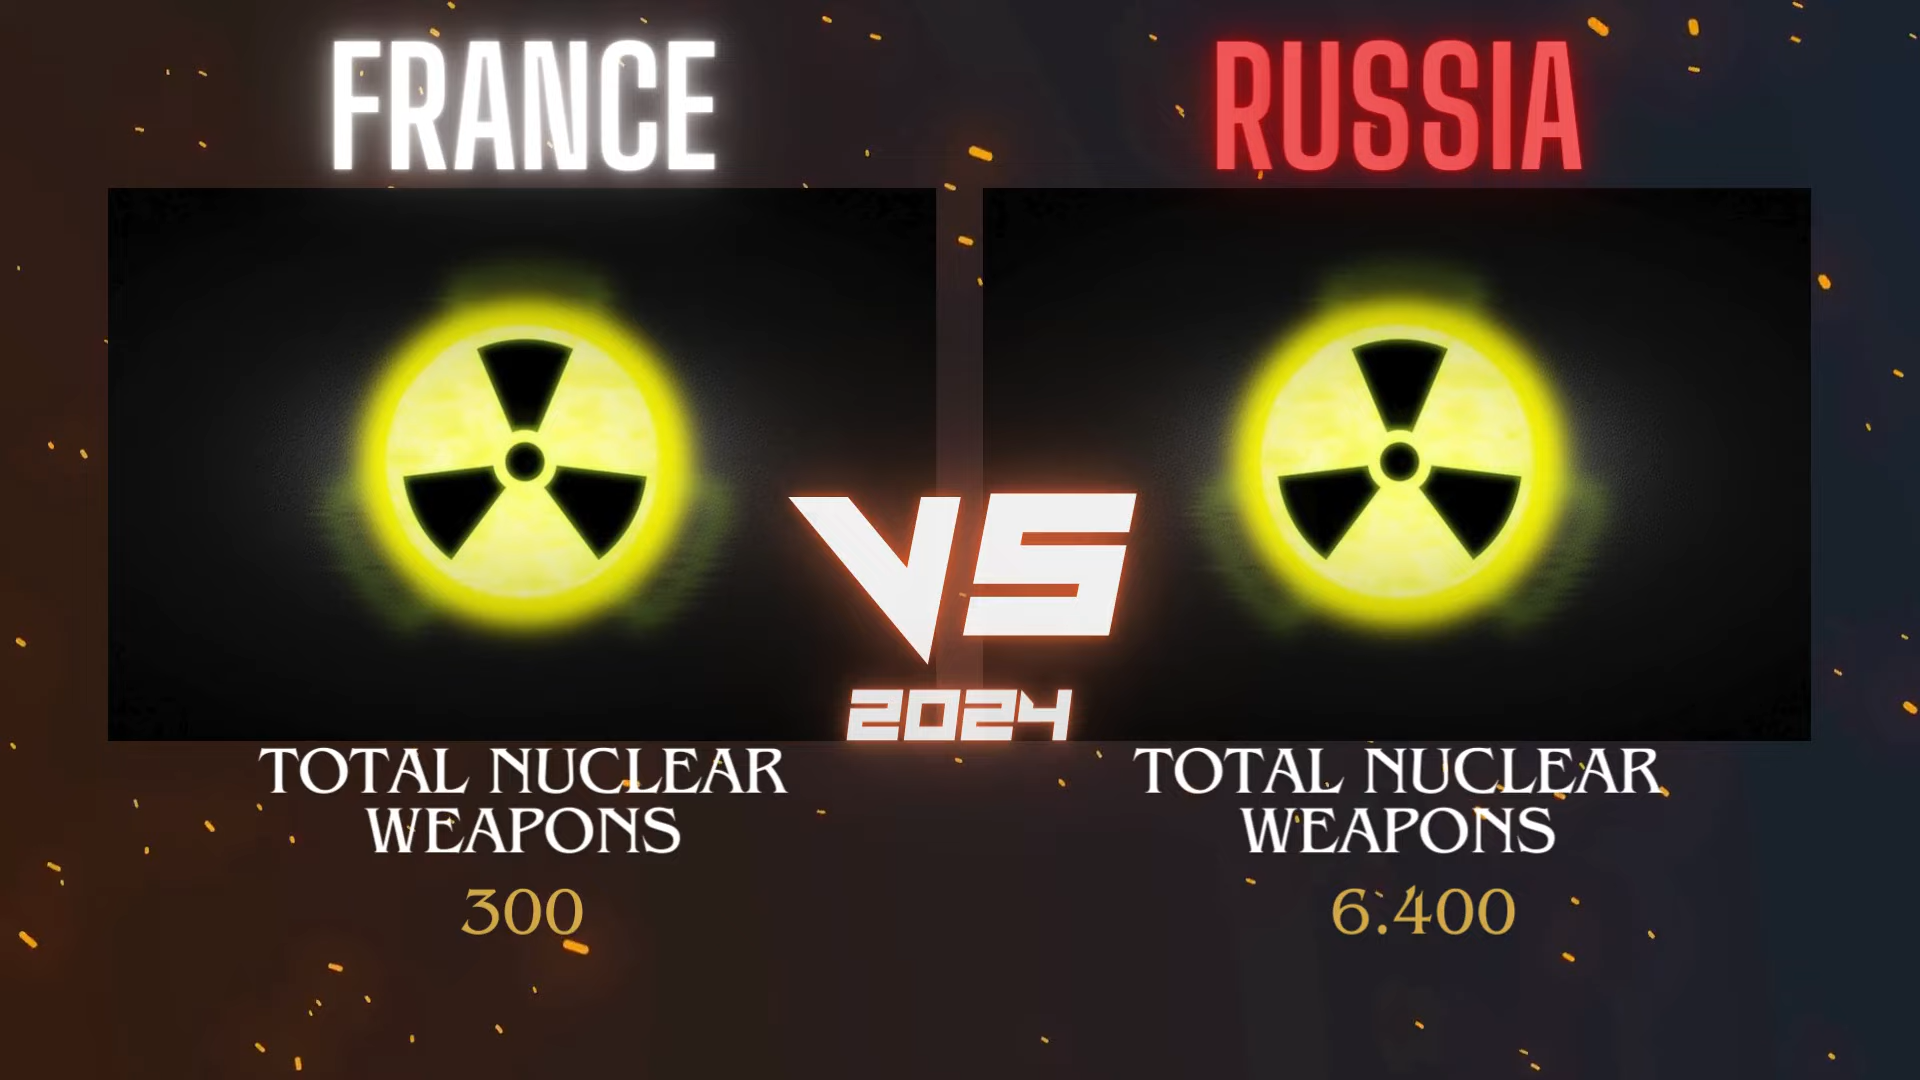 FRANCE
RUSSIA
VS
2024
TOTAL NUCLEAR
WEAPONS
300
TOTAL NUCLEAR
WEAPONS
6.400